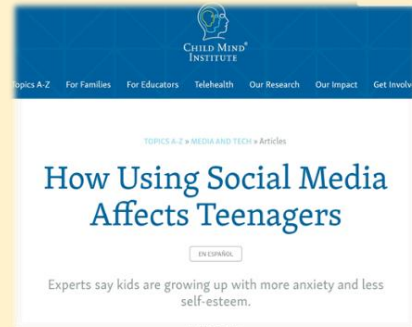 CHILD MIND®
INSTITUTE
Topics A-Z For Families For Educators Telehealth Our Research Our Impact Get Involve
TOPICS A-Z » MEDIA AND TECH » Articles
How Using Social Media
Affects Teenagers
EN ESPAÑOL
Experts say kids are growing up with more anxiety and less
self-esteem.